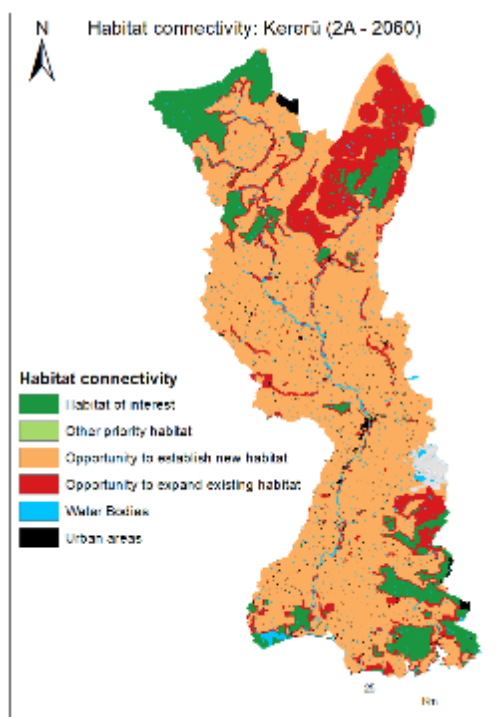 N
Habitat connectivity: Kererū (2A - 2060)
Habitat connectivity
Habitat of interest
Other priority habitat
Opportunity to establish new habitat
Opportunity to expand existing habitat
Water Bodies
Urban areas